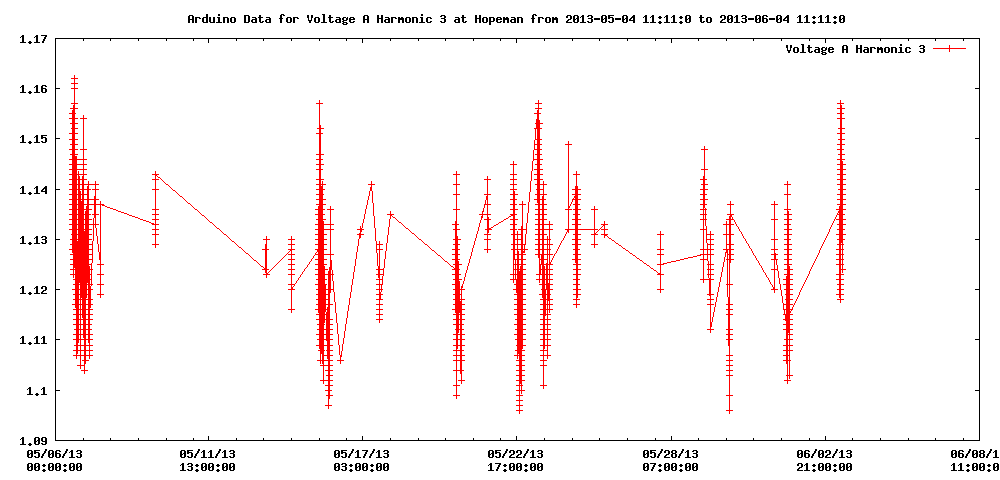 Arduino Data for Voltage A Harmonic 3 at Hopeman from 2013-05-04 11:11:0 to 2013-06-04 11:11:0
Voltage A Harmonic 3
1.17
1.16
1.15
1.14
1.13
1.12
1.11
1.1
1.09
05/06/13 05/11/13 05/17/13 05/22/13 05/28/13 06/02/13 06/08/1
00:00:00 13:00:00 03:00:00 17:00:00 07:00:00 21:00:00 11:00:0